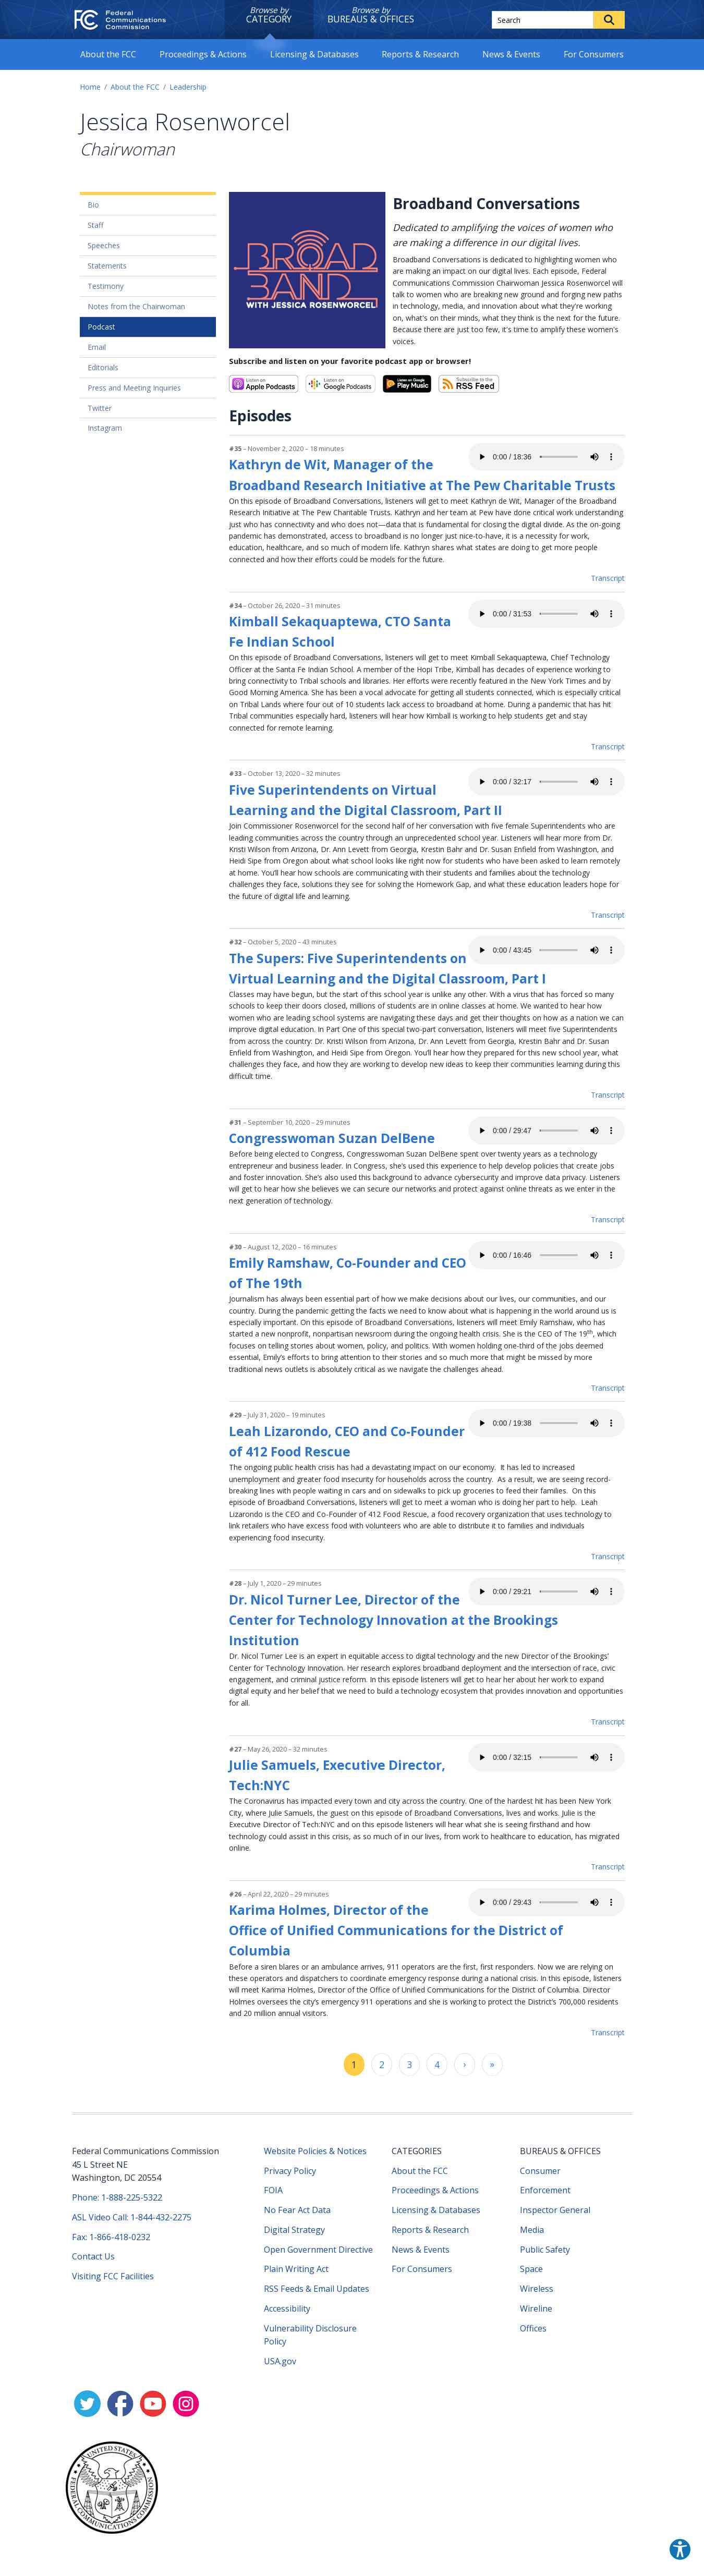 Federal
Communications
Commission
Browse by
CATEGORY
Browse by
BUREAUS & OFFICES
Search
About the FCC
Proceedings & Actions
Licensing & Databases
Reports & Research
News & Events
For Consumers
Home / About the FCC / Leadership
Jessica Rosenworcel
Chairwoman
Bio
Staff
Speeches
Statements
Testimony
Notes from the Chairwoman
Podcast
Email
Editorials
Press and Meeting Inquiries
Twitter
Instagram
BROAD
BAND
WITH JESSICA ROSENWORCEL
Broadband Conversations
Dedicated to amplifying the voices of women who
are making a difference in our digital lives.
Broadband Conversations is dedicated to highlighting women who
are making an impact on our digital lives. Each episode, Federal
Communications Commission Chairwoman Jessica Rosenworcel will
talk to women who are breaking new ground and forging new paths
in technology, media, and innovation about what they're working
on, what's on their minds, what they think is the next for the future.
Because there are just too few, it's time to amplify these women's
voices.
Subscribe and listen on your favorite podcast app or browser!
Listen on
Apple Podcasts
Listen on
Google Podcasts
Listen on Google
Play Music
Subscribe to the
RSS Feed
Episodes
#35 – November 2, 2020 – 18 minutes
0:00 / 18:36
Kathryn de Wit, Manager of the
Broadband Research Initiative at The Pew Charitable Trusts
On this episode of Broadband Conversations, listeners will get to meet Kathryn de Wit, Manager of the Broadband
Research Initiative at The Pew Charitable Trusts. Kathryn and her team at Pew have done critical work understanding
just who has connectivity and who does not—data that is fundamental for closing the digital divide. As the on-going
pandemic has demonstrated, access to broadband is no longer just nice-to-have, it is a necessity for work,
education, healthcare, and so much of modern life. Kathryn shares what states are doing to get more people
connected and how their efforts could be models for the future.
Transcript
#34 – October 26, 2020 – 31 minutes
0:00 / 31:53
Kimball Sekaquaptewa, CTO Santa
Fe Indian School
On this episode of Broadband Conversations, listeners will get to meet Kimball Sekaquaptewa, Chief Technology
Officer at the Santa Fe Indian School. A member of the Hopi Tribe, Kimball has decades of experience working to
bring connectivity to Tribal schools and libraries. Her efforts were recently featured in the New York Times and by
Good Morning America. She has been a vocal advocate for getting all students connected, which is especially critical
on Tribal Lands where four out of 10 students lack access to broadband at home. During a pandemic that has hit
Tribal communities especially hard, listeners will hear how Kimball is working to help students get and stay
connected for remote learning.
Transcript
#33 – October 13, 2020 – 32 minutes
0:00 / 32:17
Five Superintendents on Virtual
Learning and the Digital Classroom, Part II
Join Commissioner Rosenworcel for the second half of her conversation with five female Superintendents who are
leading communities across the country through an unprecedented school year. Listeners will hear more from Dr.
Kristi Wilson from Arizona, Dr. Ann Levett from Georgia, Krestin Bahr and Dr. Susan Enfield from Washington, and
Heidi Sipe from Oregon about what school looks like right now for students who have been asked to learn remotely
at home. You'll hear how schools are communicating with their students and families about the technology
challenges they face, solutions they see for solving the Homework Gap, and what these education leaders hope for
the future of digital life and learning.
Transcript
#32 – October 5, 2020 – 43 minutes
0:00 / 43:45
The Supers: Five Superintendents on
Virtual Learning and the Digital Classroom, Part I
Classes may have begun, but the start of this school year is unlike any other. With a virus that has forced so many
schools to keep their doors closed, millions of students are in online classes at home. We wanted to hear how
women who are leading school systems are navigating these days and get their thoughts on how as a nation we can
improve digital education. In Part One of this special two-part conversation, listeners will meet five Superintendents
from across the country: Dr. Kristi Wilson from Arizona, Dr. Ann Levett from Georgia, Krestin Bahr and Dr. Susan
Enfield from Washington, and Heidi Sipe from Oregon. You'll hear how they prepared for this new school year, what
challenges they face, and how they are working to develop new ideas to keep their communities learning during this
difficult time.
Transcript
#31 – September 10, 2020 – 29 minutes
0:00 / 29:47
Congresswoman Suzan DelBene
Before being elected to Congress, Congresswoman Suzan DelBene spent over twenty years as a technology
entrepreneur and business leader. In Congress, she's used this experience to help develop policies that create jobs
and foster innovation. She's also used this background to advance cybersecurity and improve data privacy. Listeners
will get to hear how she believes we can secure our networks and protect against online threats as we enter in the
next generation of technology.
Transcript
#30 – August 12, 2020 – 16 minutes
0:00 / 16:46
Emily Ramshaw, Co-Founder and CEO
of The 19th
Journalism has always been essential part of how we make decisions about our lives, our communities, and our
country. During the pandemic getting the facts we need to know about what is happening in the world around us is
especially important. On this episode of Broadband Conversations, listeners will meet Emily Ramshaw, who has
started a new nonprofit, nonpartisan newsroom during the ongoing health crisis. She is the CEO of The 19th, which
focuses on telling stories about women, policy, and politics. With women holding one-third of the jobs deemed
essential, Emily's efforts to bring attention to their stories and so much more that might be missed by more
traditional news outlets is absolutely critical as we navigate the challenges ahead.
Transcript
#29 – July 31, 2020 – 19 minutes
0:00 / 19:38
Leah Lizarondo, CEO and Co-Founder
of 412 Food Rescue
The ongoing public health crisis has had a devastating impact on our economy.  It has led to increased
unemployment and greater food insecurity for households across the country.  As a result, we are seeing record-
breaking lines with people waiting in cars and on sidewalks to pick up groceries to feed their families.  On this
episode of Broadband Conversations, listeners will get to meet a woman who is doing her part to help.  Leah
Lizarondo is the CEO and Co-Founder of 412 Food Rescue, a food recovery organization that uses technology to
link retailers who have excess food with volunteers who are able to distribute it to families and individuals
experiencing food insecurity.
Transcript
#28 – July 1, 2020 – 29 minutes
0:00 / 29:21
Dr. Nicol Turner Lee, Director of the
Center for Technology Innovation at the Brookings
Institution
Dr. Nicol Turner Lee is an expert in equitable access to digital technology and the new Director of the Brookings'
Center for Technology Innovation. Her research explores broadband deployment and the intersection of race, civic
engagement, and criminal justice reform. In this episode listeners will get to hear her about her work to expand
digital equity and her belief that we need to build a technology ecosystem that provides innovation and opportunities
for all.
Transcript
#27 – May 26, 2020 – 32 minutes
0:00 / 32:15
Julie Samuels, Executive Director,
Tech:NYC
The Coronavirus has impacted every town and city across the country. One of the hardest hit has been New York
City, where Julie Samuels, the guest on this episode of Broadband Conversations, lives and works. Julie is the
Executive Director of Tech:NYC and on this episode listeners will hear what she is seeing firsthand and how
technology could assist in this crisis, as so much of in our lives, from work to healthcare to education, has migrated
online.
Transcript
#26 – April 22, 2020 – 29 minutes
0:00 / 29:43
Karima Holmes, Director of the
Office of Unified Communications for the District of
Columbia
Before a siren blares or an ambulance arrives, 911 operators are the first, first responders. Now we are relying on
these operators and dispatchers to coordinate emergency response during a national crisis. In this episode, listeners
will meet Karima Holmes, Director of the Office of Unified Communications for the District of Columbia. Director
Holmes oversees the city's emergency 911 operations and she is working to protect the District's 700,000 residents
and 20 million annual visitors.
Transcript
1 2 3 4 › »
Federal Communications Commission
45 L Street NE
Washington, DC 20554
Phone: 1-888-225-5322
ASL Video Call: 1-844-432-2275
Fax: 1-866-418-0232
Contact Us
Visiting FCC Facilities
Website Policies & Notices
Privacy Policy
FOIA
No Fear Act Data
Digital Strategy
Open Government Directive
Plain Writing Act
RSS Feeds & Email Updates
Accessibility
Vulnerability Disclosure
Policy
USA.gov
CATEGORIES
About the FCC
Proceedings & Actions
Licensing & Databases
Reports & Research
News & Events
For Consumers
BUREAUS & OFFICES
Consumer
Enforcement
Inspector General
Media
Public Safety
Space
Wireless
Wireline
Offices
FEDERAL COMMUNICATIONS COMMISSION